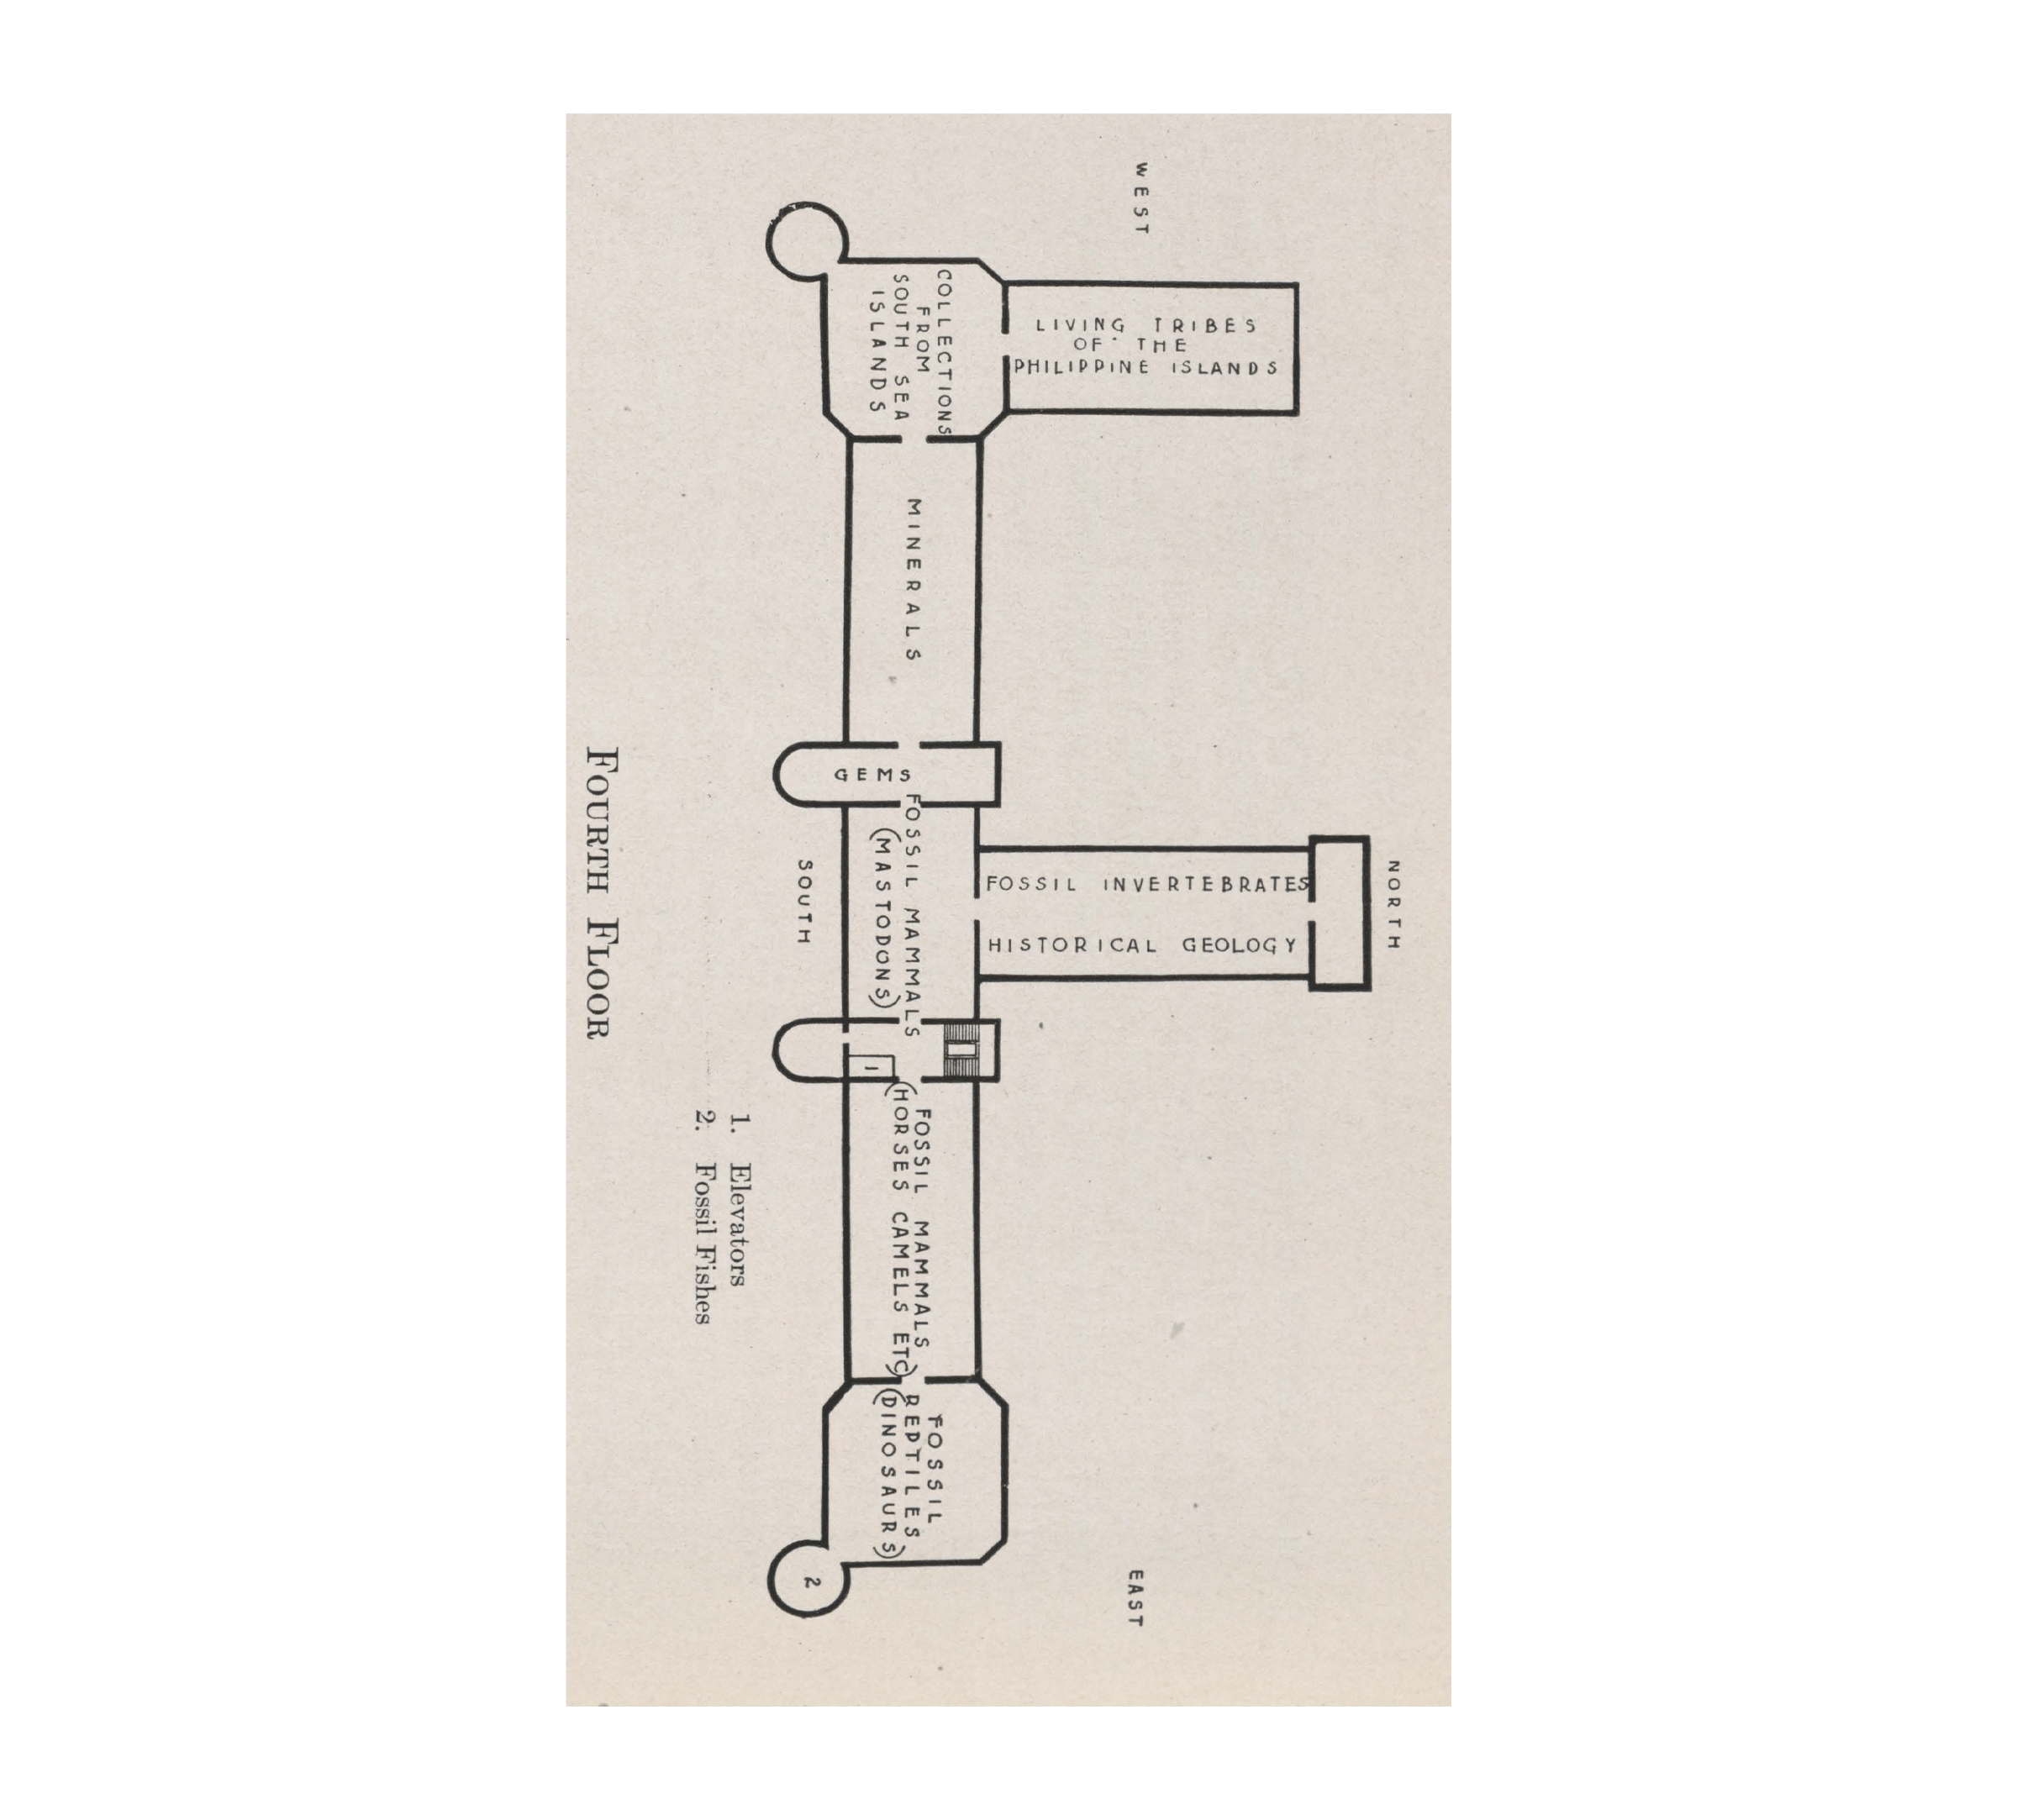 NORTH
WEST
EAST
LIVING TRIBES
OF THE
PHILIPPINE ISLANDS
FOSSIL INVERTEBRATES
HISTORICAL GEOLOGY
COLLECTIONS
FROM
SOUTH SEA
ISLANDS
MINERALS
GEMS
FOSSIL MAMMALS
(MASTODONS)
1
FOSSIL MAMMALS
(HORSES CAMELS ETC)
FOSSIL
REPTILES
(DINOSAURS)
2
SOUTH
1. Elevators
2. Fossil Fishes
FOURTH FLOOR